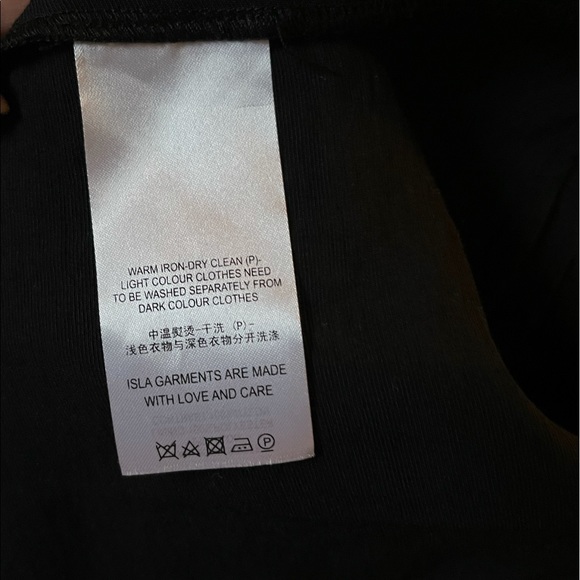 WARM IRON-DRY CLEAN (P)-
LIGHT COLOUR CLOTHES NEED
TO BE WASHED SEPARATELY FROM
DARK COLOUR CLOTHES
中温熨烫-干洗 (P)-
浅色衣物与深色衣物分开洗涤
ISLA GARMENTS ARE MADE
WITH LOVE AND CARE
P